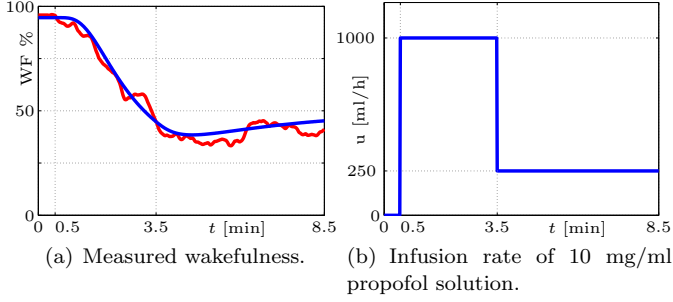 100
WF %
50
0
0 0.5 3.5 t [min] 8.5
(a) Measured wakefulness.
1000
u [ml/h]
250
0
0 0.5 3.5 t [min] 8.5
(b) Infusion rate of 10 mg/ml
propofol solution.